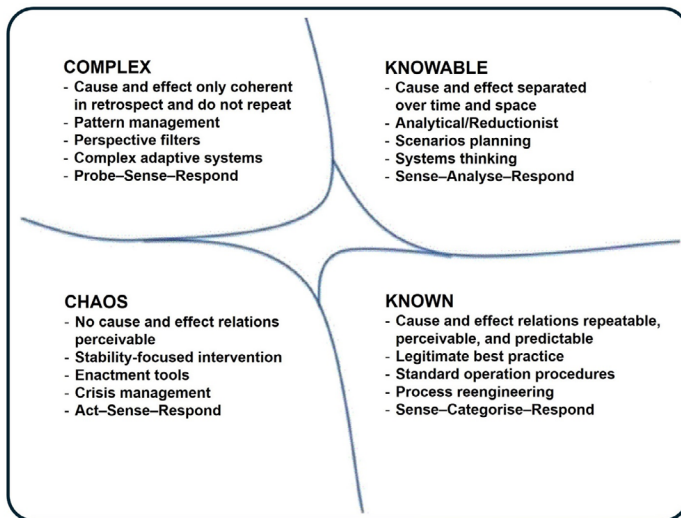 COMPLEX
- Cause and effect only coherent
in retrospect and do not repeat
- Pattern management
- Perspective filters
- Complex adaptive systems
- Probe–Sense–Respond
KNOWABLE
- Cause and effect separated
over time and space
- Analytical/Reductionist
- Scenarios planning
- Systems thinking
- Sense–Analyse–Respond
CHAOS
- No cause and effect relations
perceivable
- Stability-focused intervention
- Enactment tools
- Crisis management
- Act–Sense–Respond
KNOWN
- Cause and effect relations repeatable,
perceivable, and predictable
- Legitimate best practice
- Standard operation procedures
- Process reengineering
- Sense–Categorise–Respond